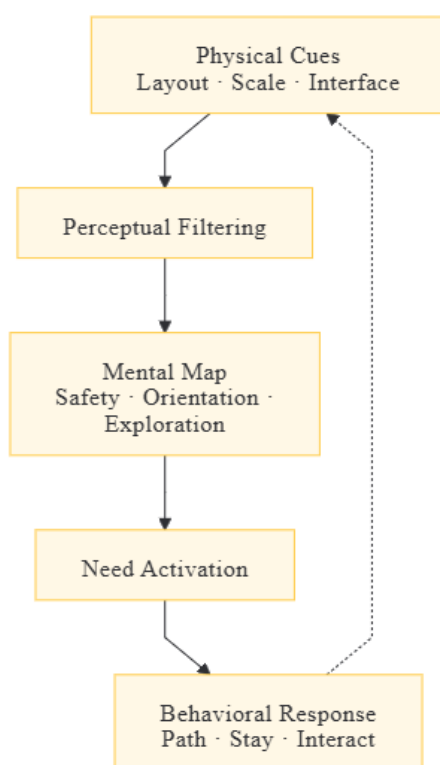 Physical Cues
Layout · Scale · Interface
Perceptual Filtering
Mental Map
Safety · Orientation ·
Exploration
Need Activation
Behavioral Response
Path · Stay · Interact